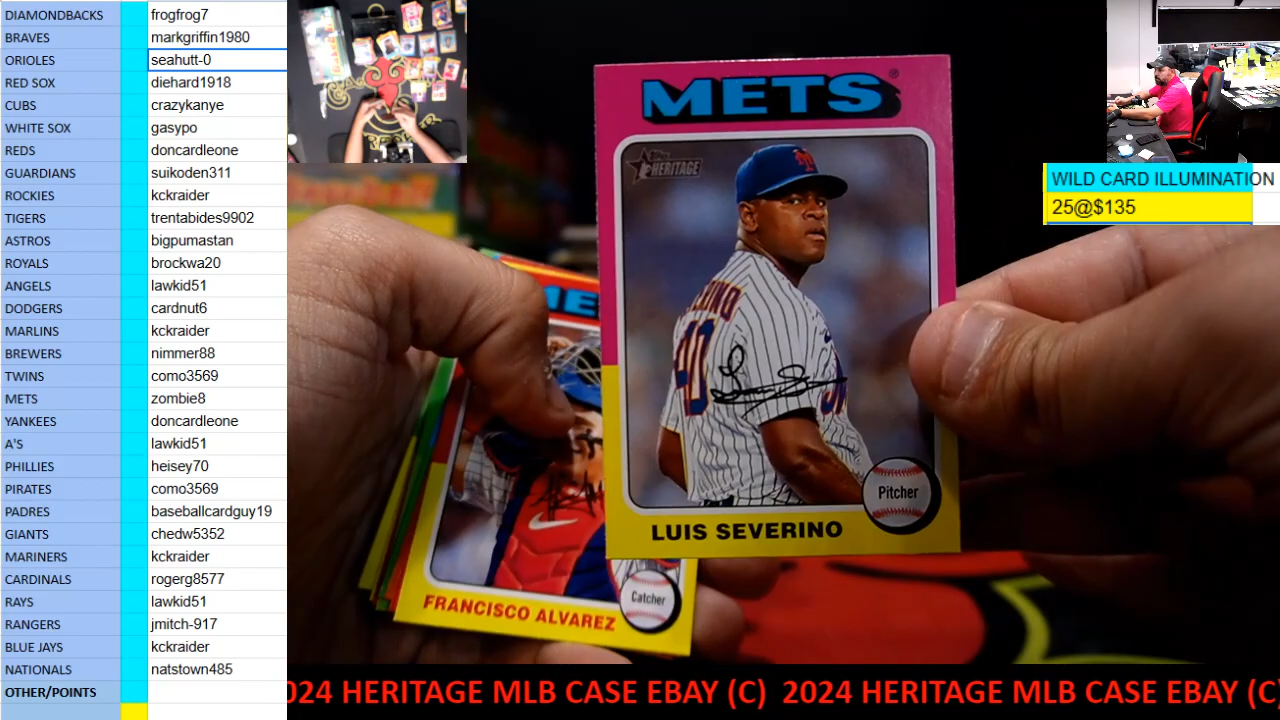 DIAMONDBACKS frogfrog7
BRAVES markgriffin1980
ORIOLES seahutt-0
RED SOX diehard1918
CUBS crazykanye
WHITE SOX gasypo
REDS doncardleone
GUARDIANS suikoden311
ROCKIES kckraider
TIGERS trentabides9902
ASTROS bigpumastan
ROYALS brockwa20
ANGELS lawkid51
DODGERS cardnut6
MARLINS kckraider
BREWERS nimmer88
TWINS como3569
METS zombie8
YANKEES doncardleone
A'S lawkid51
PHILLIES heisey70
PIRATES como3569
PADRES baseballcardguy19
GIANTS chedw5352
MARINERS kckraider
CARDINALS rogerg8577
RAYS lawkid51
RANGERS jmitch-917
BLUE JAYS kckraider
NATIONALS natstown485
OTHER/POINTS
METS
Topps HERITAGE
40
Pitcher
LUIS SEVERINO
Catcher
FRANCISCO ALVAREZ
WILD CARD ILLUMINATION
25@$135
024 HERITAGE MLB CASE EBAY (C) 2024 HERITAGE MLB CASE EBAY (C)